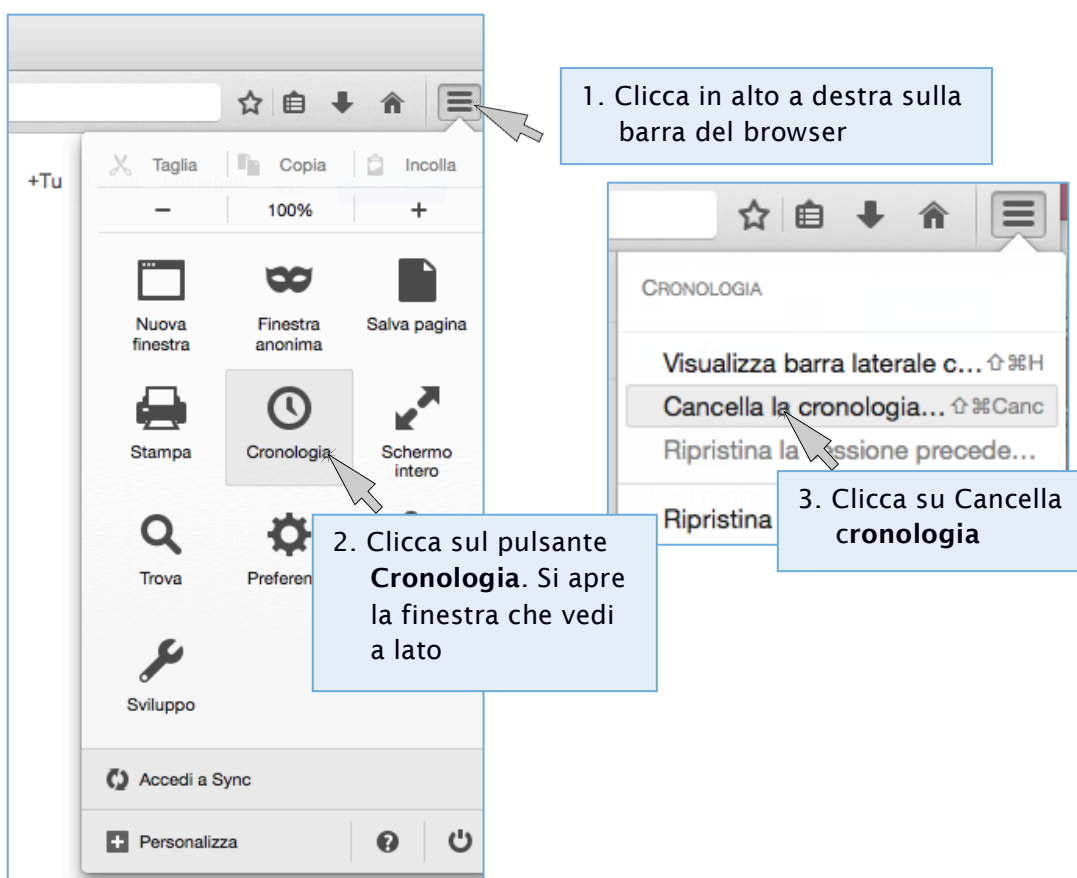 1. Clicca in alto a destra sulla
barra del browser
+Tu
Taglia Copia Incolla
− 100% +
Nuova
finestra
Finestra
anonima
Salva pagina
Stampa
Cronologia
Schermo
intero
Trova
Sviluppo
Accedi a Sync
Personalizza
2. Clicca sul pulsante
Cronologia. Si apre
la finestra che vedi
a lato
CRONOLOGIA
Visualizza barra laterale c... ⇧⌘H
Cancella la cronologia... ⇧⌘Canc
Ripristina la sessione precede...
Ripristina
3. Clicca su Cancella
cronologia